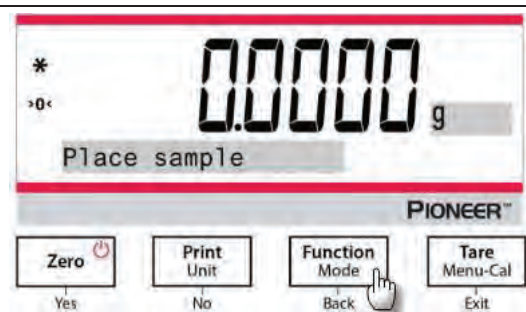 *
>0< 0.0000 g
Place sample
PIONEER™
Zero Print Function Tare
Unit Mode Menu-Cal
Yes No Back Exit